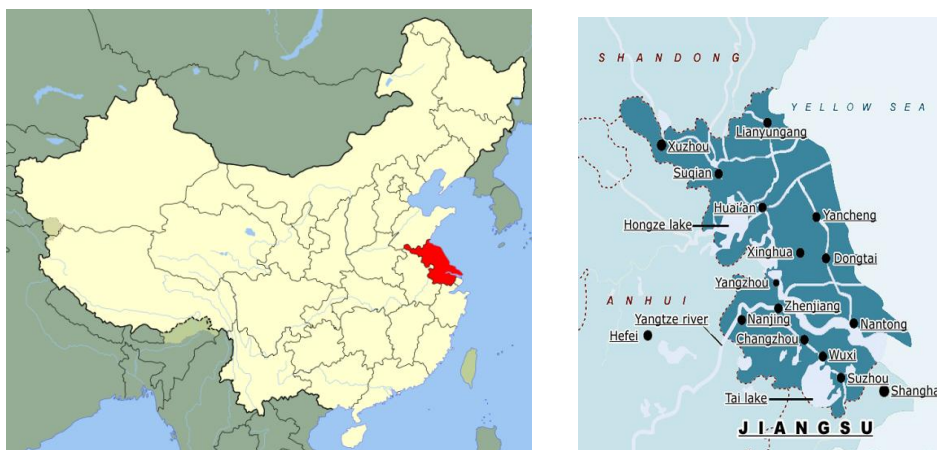 SHANDONG
YELLOW SEA
Lianyungang
Xuzhou
Suqian
Huai'an
Hongze lake
Yancheng
Xinghua
Dongtai
Yangzhou
ANHUI
Zhenjiang
Yangtze river
Nanjing
Nantong
Hefei
Changzhou
Wuxi
Suzhou
Tai lake
Shangha
JIANGSU